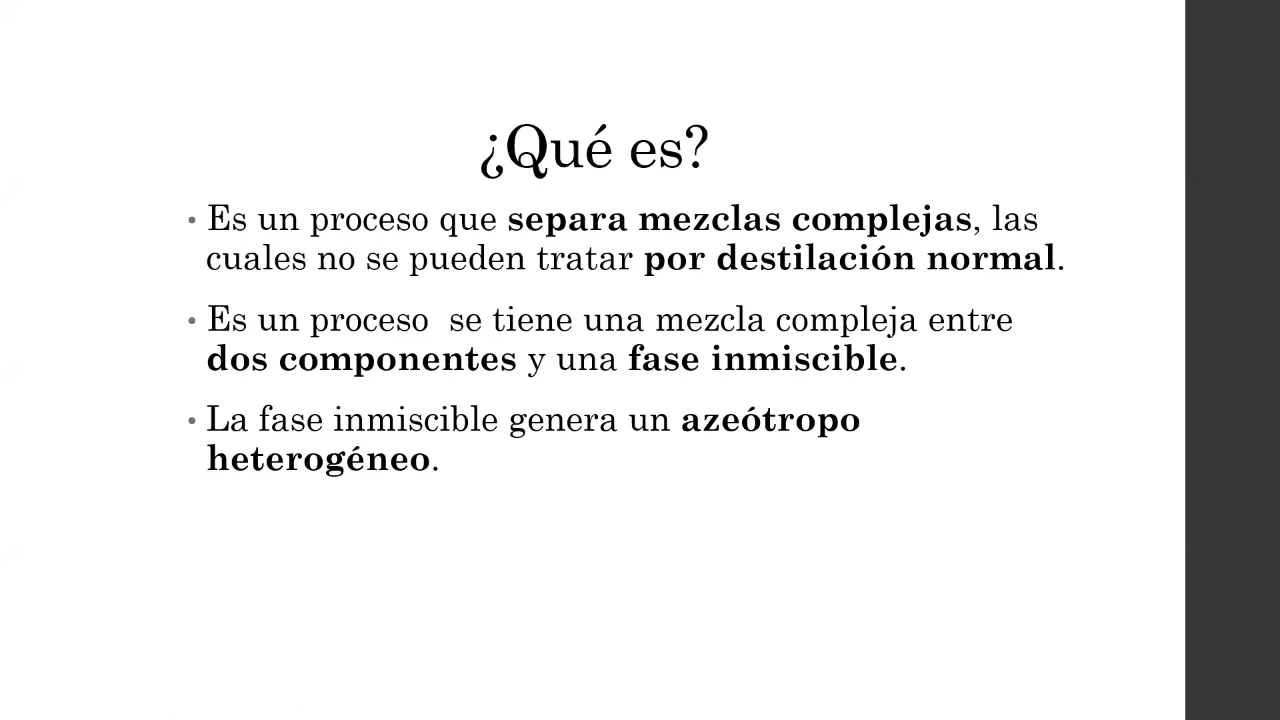 ¿Qué es?
• Es un proceso que separa mezclas complejas, las
cuales no se pueden tratar por destilación normal.
• Es un proceso  se tiene una mezcla compleja entre
dos componentes y una fase inmiscible.
• La fase inmiscible genera un azeótropo
heterogéneo.